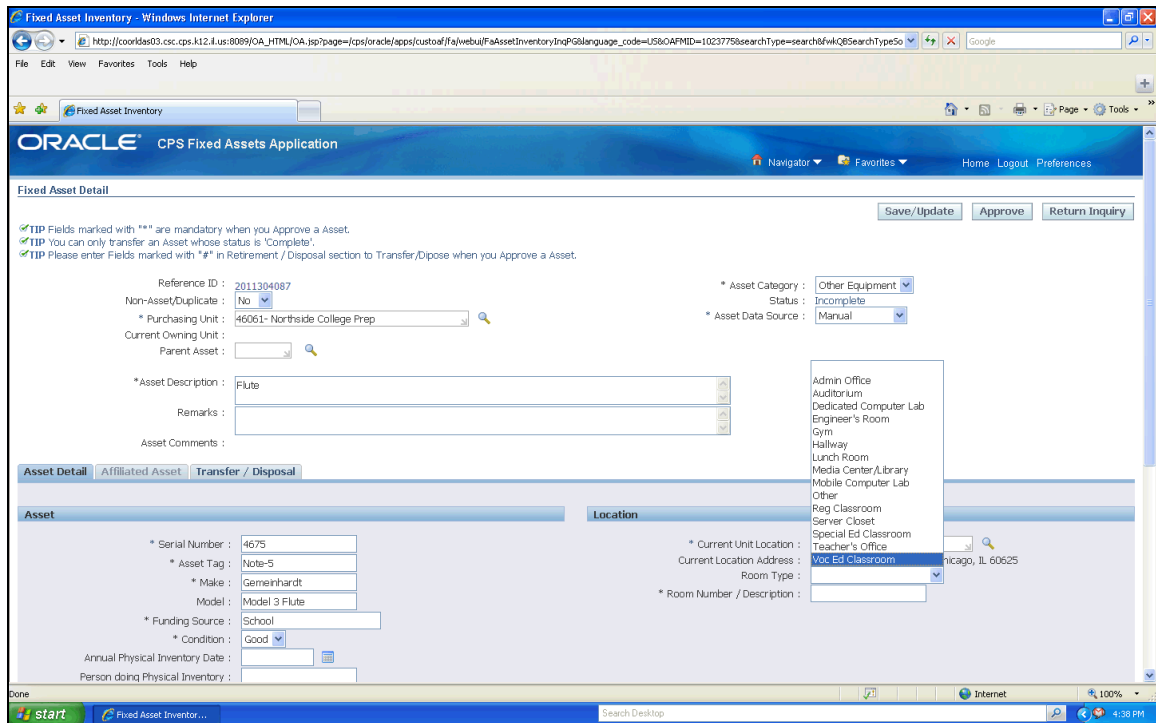 Fixed Asset Inventory - Windows Internet Explorer
http://coorldas03.csc.cps.k12.il.us:8089/OA_HTML/OA.jsp?page=/cps/oracle/apps/custoaf/fa/webui/FaAssetInventoryInqPG&language_code=US&OAFMID=1023775&searchType=search&fwkQBSearchTypeSo
Google
File Edit View Favorites Tools Help
Fixed Asset Inventory
Page Tools
ORACLE CPS Fixed Assets Application
Navigator Favorites Home Logout Preferences
Fixed Asset Detail
Save/Update Approve Return Inquiry
TIP Fields marked with "*" are mandatory when you Approve a Asset.
TIP You can only transfer an Asset whose status is 'Complete'.
TIP Please enter Fields marked with "#" in Retirement / Disposal section to Transfer/Dipose when you Approve a Asset.
Reference ID : 2011304087
Non-Asset/Duplicate : No
* Purchasing Unit : 46061- Northside College Prep
Current Owning Unit :
Parent Asset :
* Asset Category : Other Equipment
Status : Incomplete
* Asset Data Source : Manual
*Asset Description : Flute
Remarks :
Asset Comments :
Asset Detail Affiliated Asset Transfer / Disposal
Asset
* Serial Number : 4675
* Asset Tag : Note-5
* Make : Gemeinhardt
Model : Model 3 Flute
* Funding Source : School
* Condition : Good
Annual Physical Inventory Date :
Person doing Physical Inventory :
Location
Admin Office
Auditorium
Dedicated Computer Lab
Engineer's Room
Gym
Hallway
Lunch Room
Media Center/Library
Mobile Computer Lab
Other
Reg Classroom
Server Closet
Special Ed Classroom
Teacher's Office
Voc Ed Classroom
* Current Unit Location :
Current Location Address : hicago, IL 60625
Room Type :
* Room Number / Description :
Done
Internet
100%
start
Fixed Asset Inventor...
Search Desktop
4:38 PM